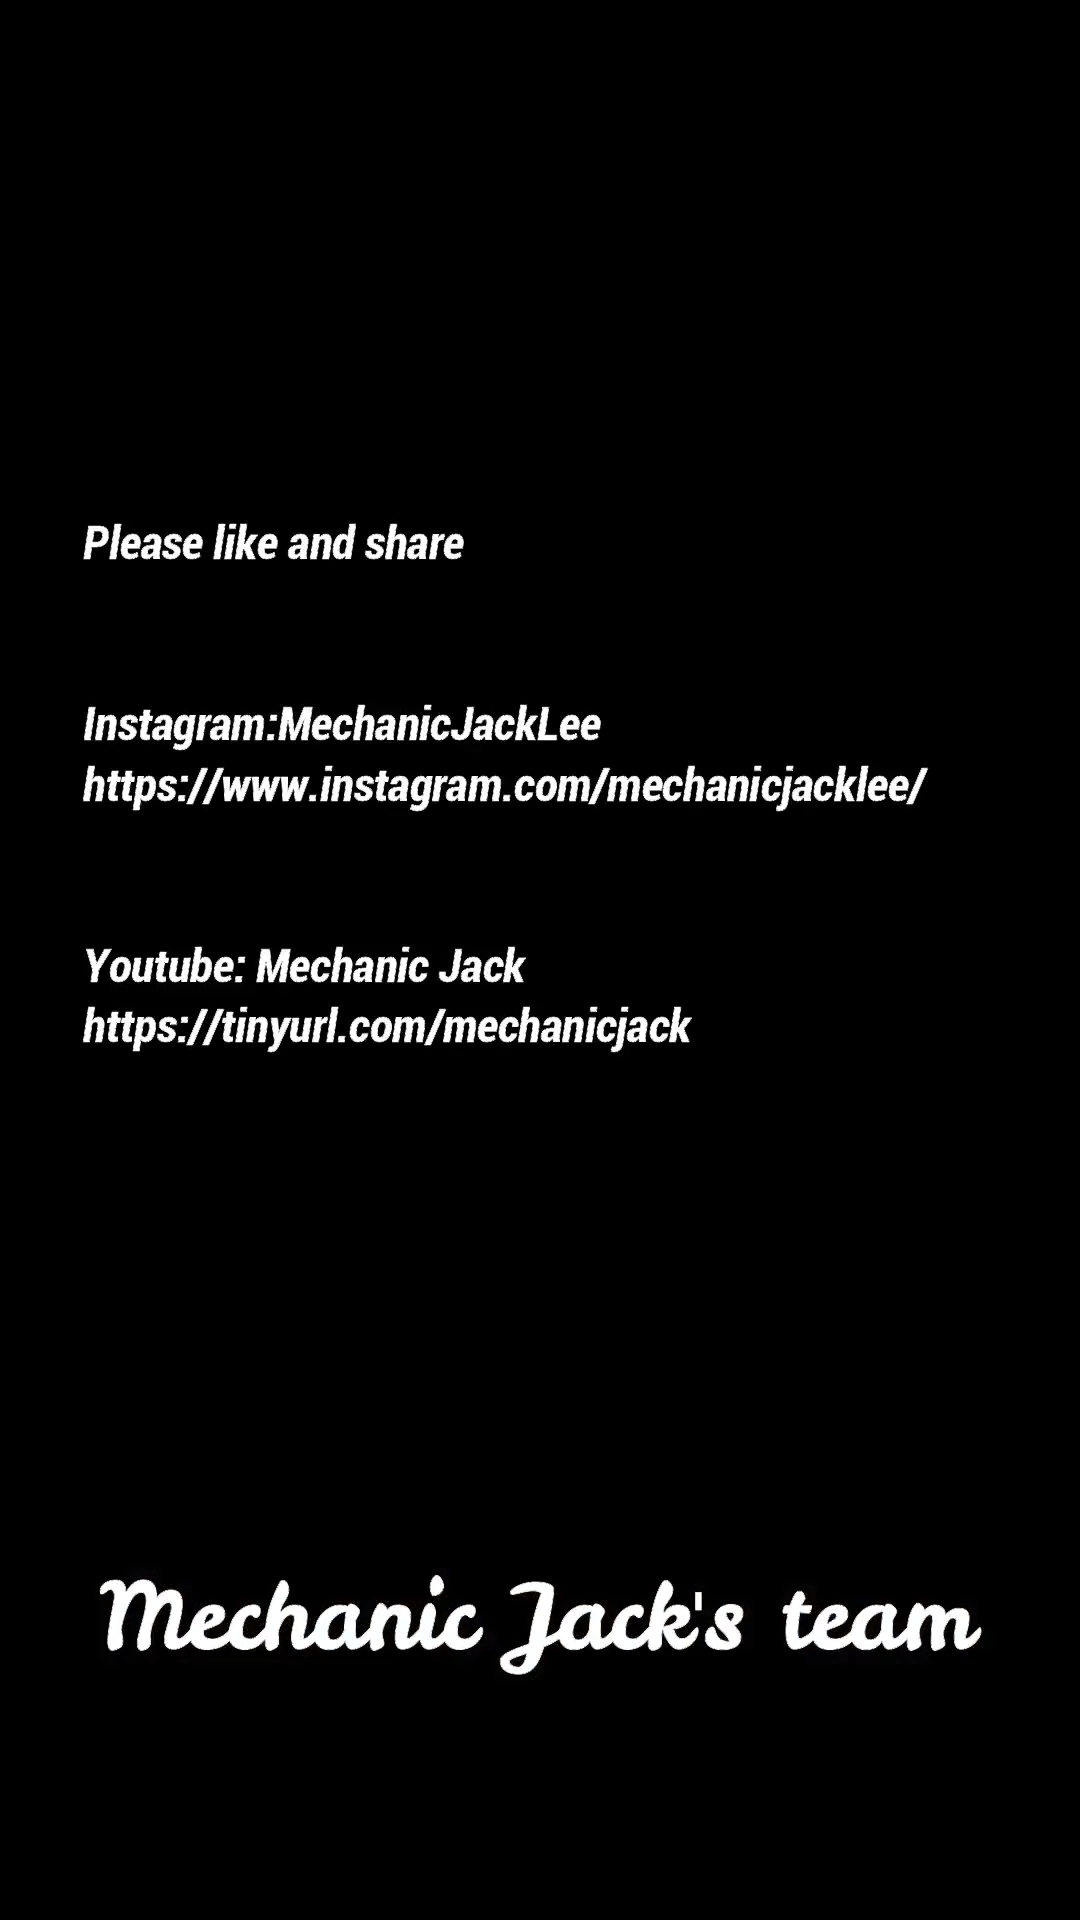 Please like and share
Instagram:MechanicJackLee
https://www.instagram.com/mechanicjacklee/
Youtube: Mechanic Jack
https://tinyurl.com/mechanicjack
Mechanic Jack's team